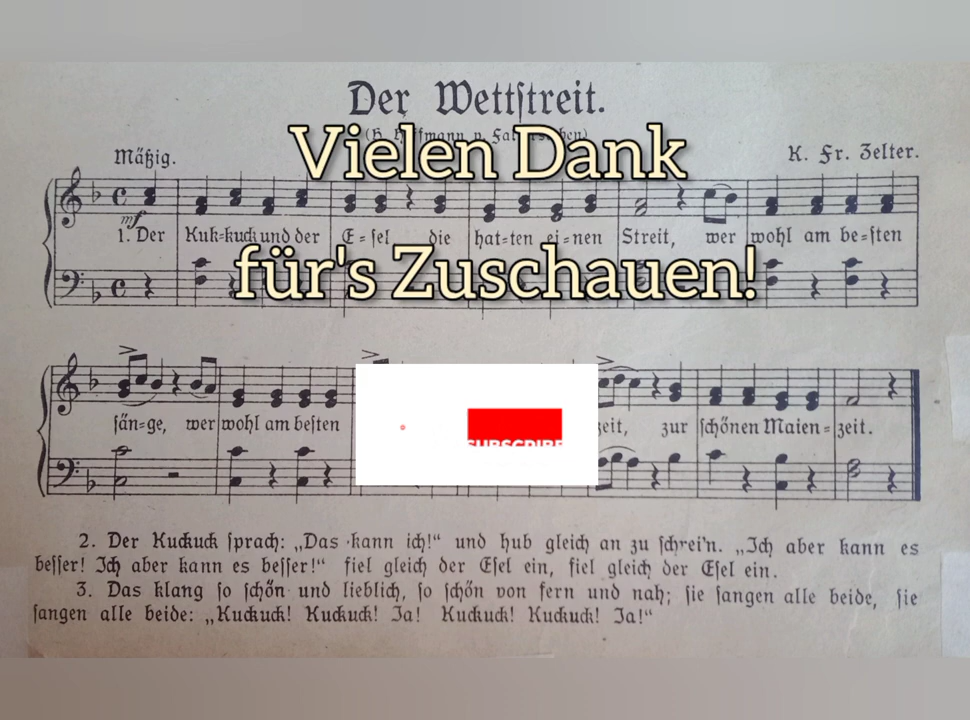 Der Wettstreit.
Vielen Dank
Mäßig.
K. Fr. Zelter.
mf
1. Der Kuk=kuck und der E=sel die hat=ten ei=nen Streit, wer wohl am be=sten
für's Zuschauen!
sän=ge, wer wohl am besten zeit, zur schönen Maien=zeit.
SUBSCRIBE
2. Der Kuckuck sprach: „Das kann ich!“ und hub gleich an zu schrei'n. „Ich aber kann es
besser! Ich aber kann es besser!“ fiel gleich der Esel ein, fiel gleich der Esel ein.
3. Das klang so schön und lieblich, so schön von fern und nah; sie sangen alle beide, sie
sangen alle beide: „Kuckuck! Kuckuck! Ja! Kuckuck! Kuckuck! Ja!“